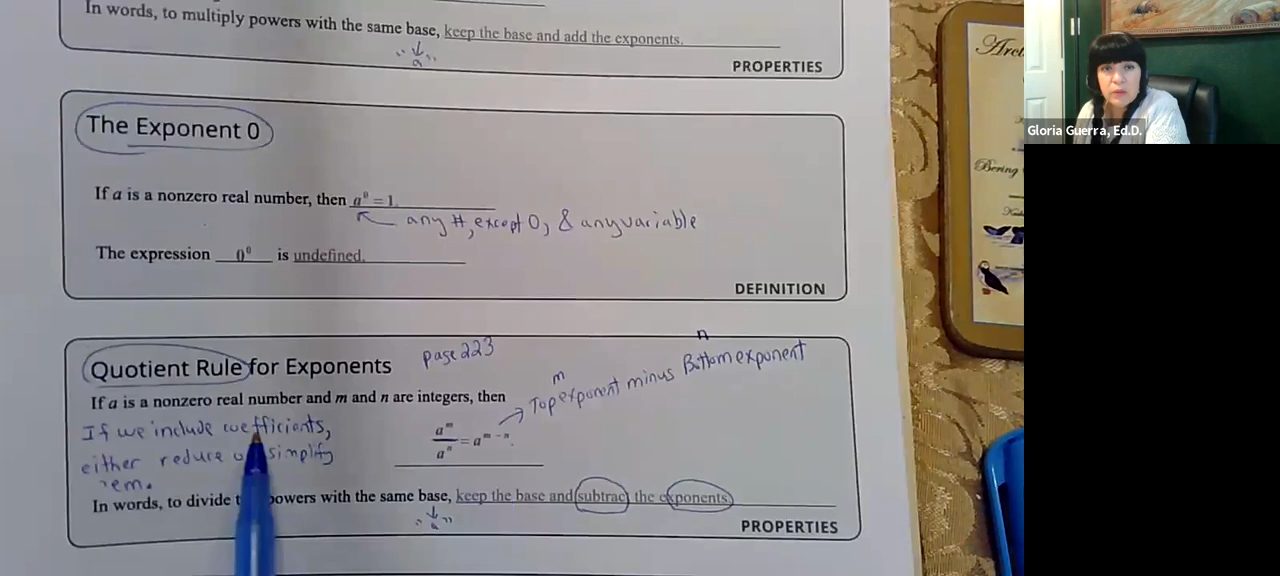 In words, to multiply powers with the same base, keep the base and add the exponents.
"a"
PROPERTIES
The Exponent 0
If a is a nonzero real number, then a⁰ = 1.
any #, except 0, & any variable
The expression 0⁰ is undefined.
DEFINITION
Quotient Rule for Exponents page 223
n
m
Top exponent minus Bottom exponent
If a is a nonzero real number and m and n are integers, then
If we include coefficients,
either reduce simplify
'em.
aᵐ/aⁿ = aᵐ⁻ⁿ.
In words, to divide powers with the same base, keep the base and subtract the exponents
"a"
PROPERTIES
Arct
Bering
Gloria Guerra, Ed.D.